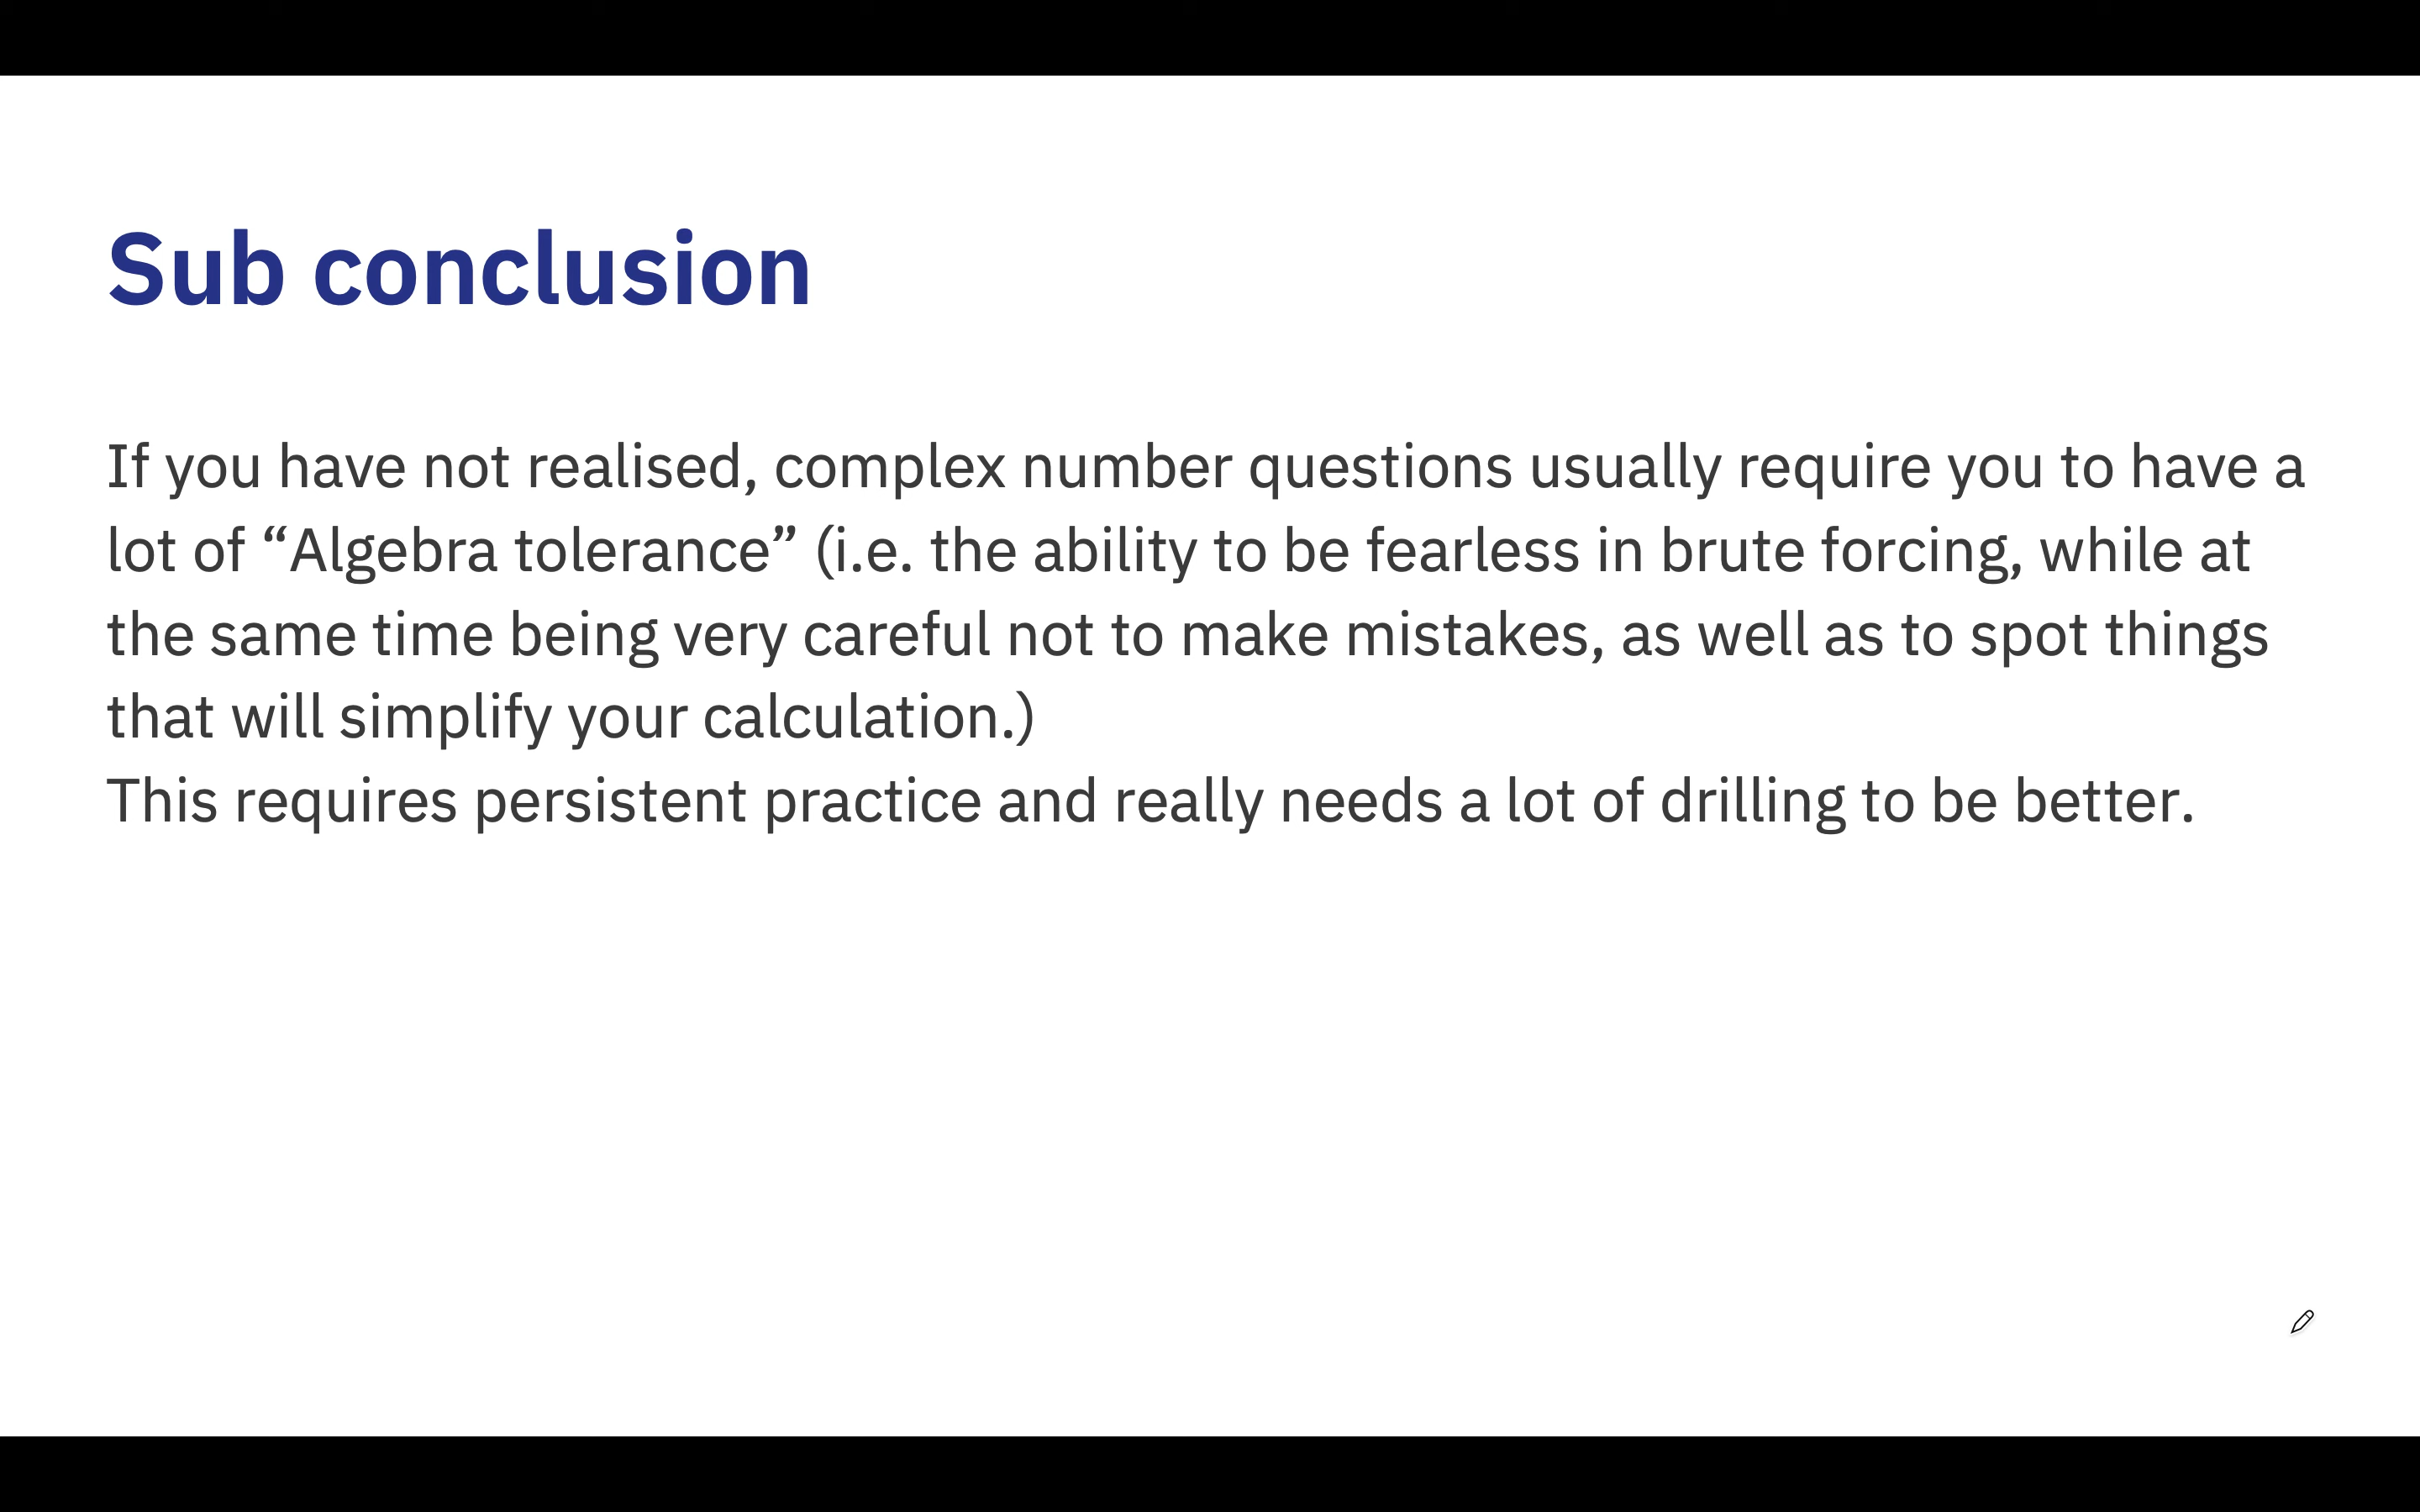 Sub conclusion
If you have not realised, complex number questions usually require you to have a
lot of “Algebra tolerance” (i.e. the ability to be fearless in brute forcing, while at
the same time being very careful not to make mistakes, as well as to spot things
that will simplify your calculation.)
This requires persistent practice and really needs a lot of drilling to be better.